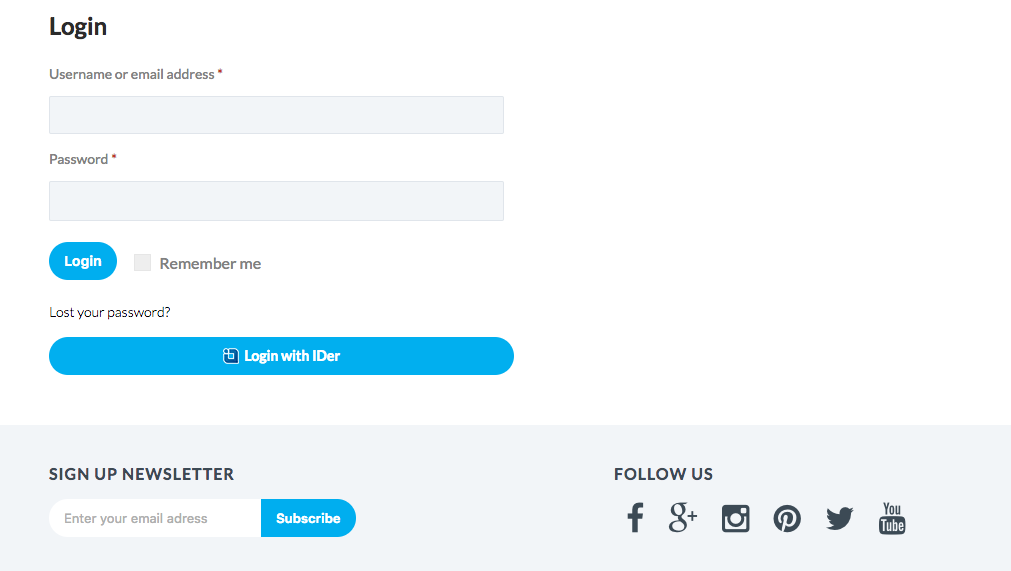 Login
Username or email address *
Password *
Login
Remember me
Lost your password?
Login with IDer
SIGN UP NEWSLETTER
FOLLOW US
Enter your email adress
Subscribe
f
g+
You
Tube